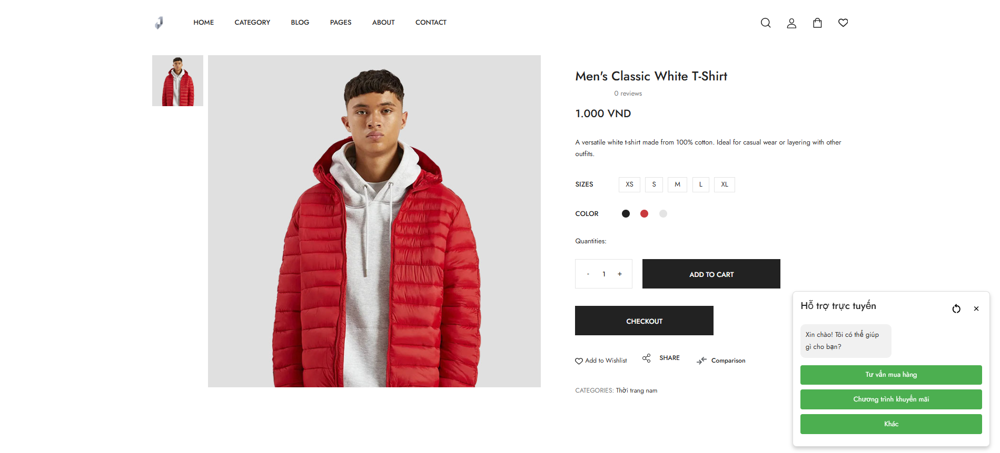 HOME CATEGORY BLOG PAGES ABOUT CONTACT
Men's Classic White T-Shirt
0 reviews
1.000 VND
A versatile white t-shirt made from 100% cotton. Ideal for casual wear or layering with other
outfits.
SIZES XS S M L XL
COLOR
Quantities:
- 1 + ADD TO CART
CHECKOUT
Add to Wishlist SHARE Comparison
CATEGORIES: Thời trang nam
Hỗ trợ trực tuyến
Xin chào! Tôi có thể giúp
gì cho bạn?
Tư vấn mua hàng
Chương trình khuyến mãi
Khác